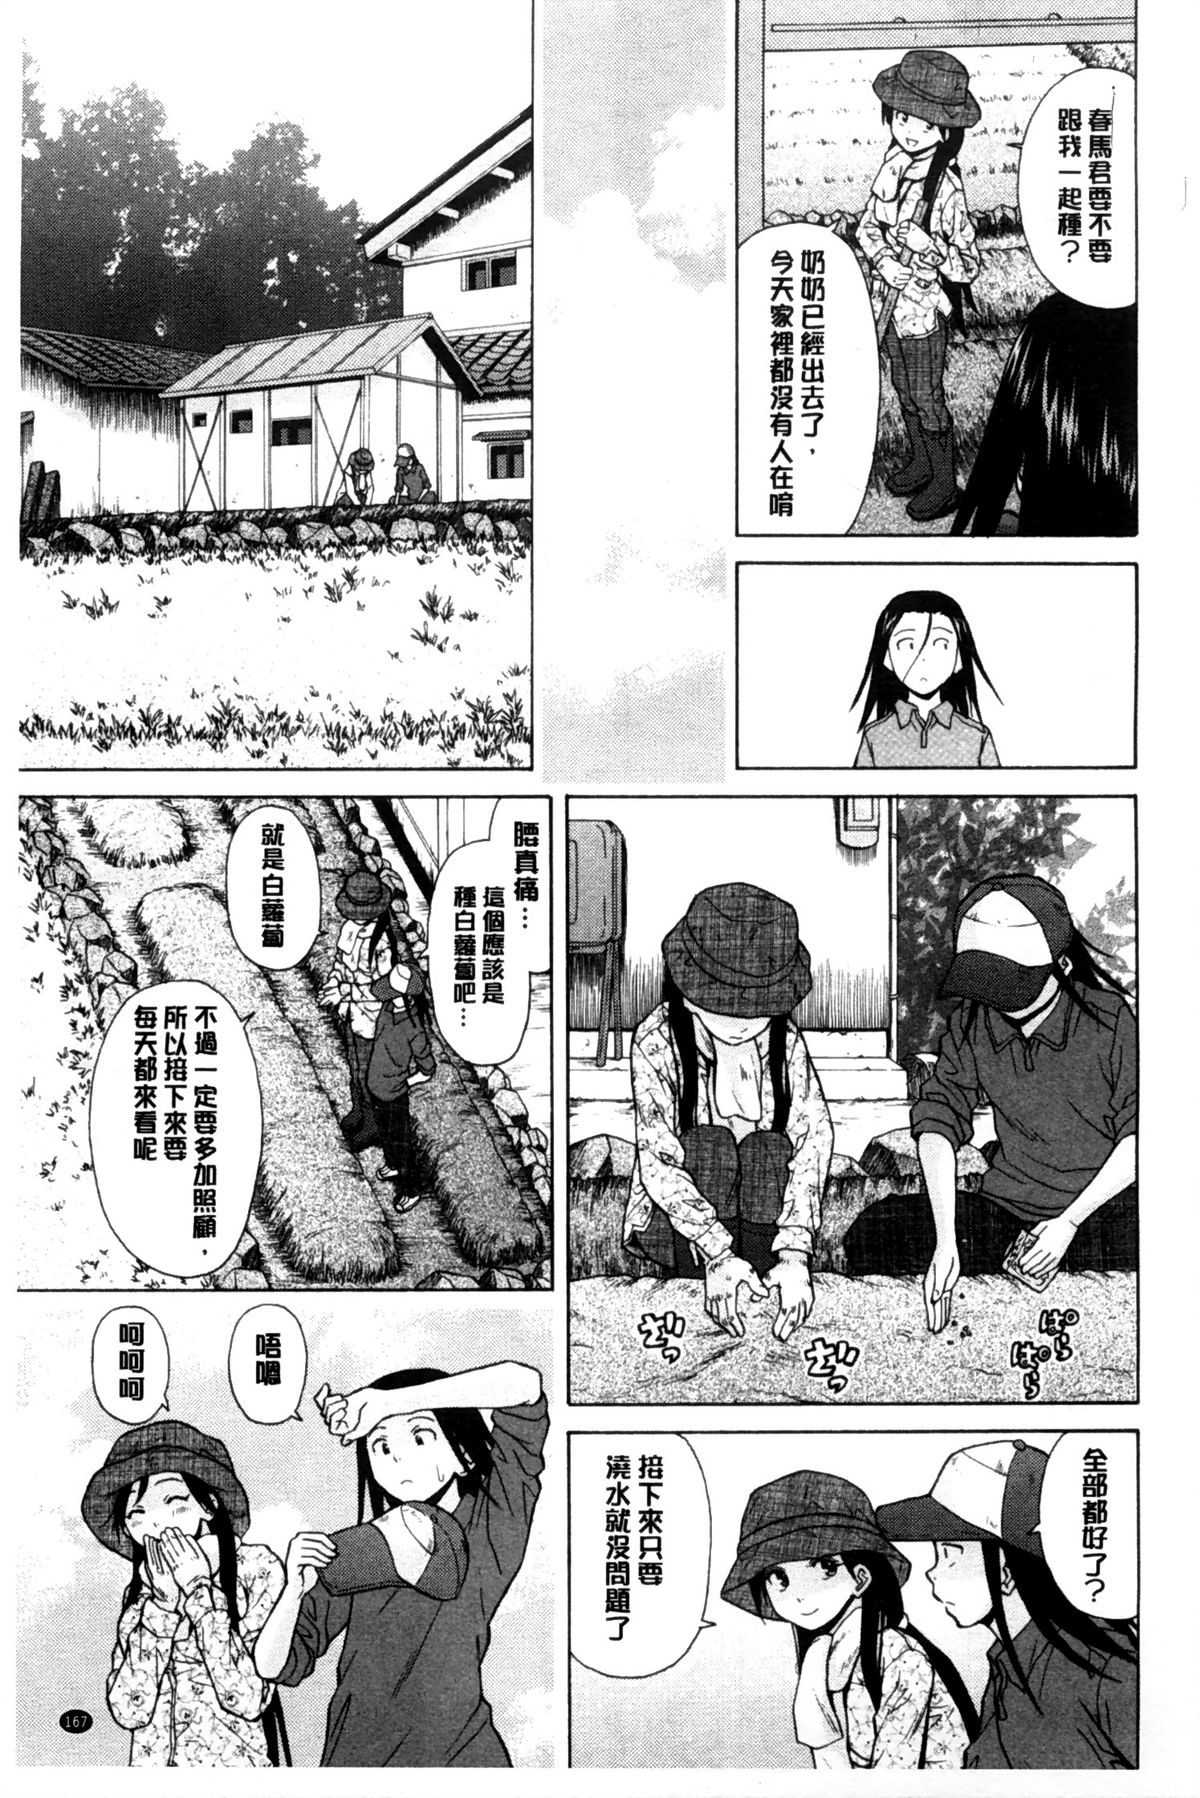 春馬君要不要
跟我一起種?
奶奶已經出去了,
今天家裡都沒有人在唷
ざっ
ざっ
ぱらぱら
腰真痛…
這個應該是
種白蘿蔔吧…
就是白蘿蔔
不過一定要多加照顧,
所以接下來要
每天都來看呢
全部都好了?
接下來只要
澆水就沒問題了
唔嗯
呵呵呵
167